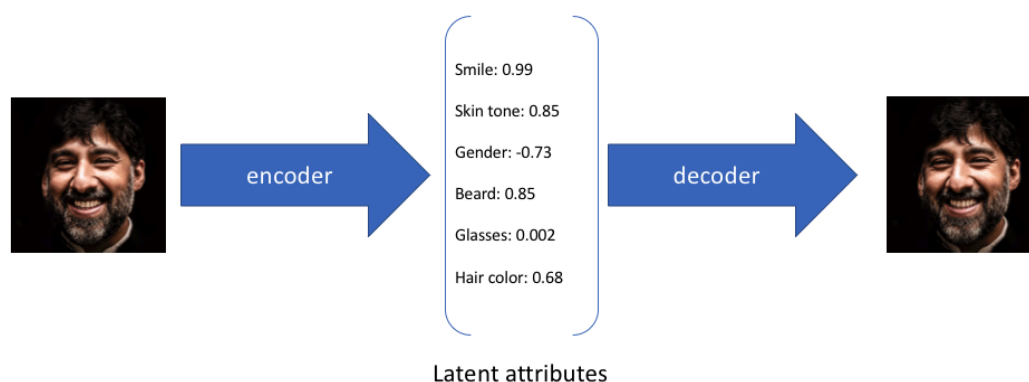 encoder
Smile: 0.99
Skin tone: 0.85
Gender: -0.73
Beard: 0.85
Glasses: 0.002
Hair color: 0.68
decoder
Latent attributes